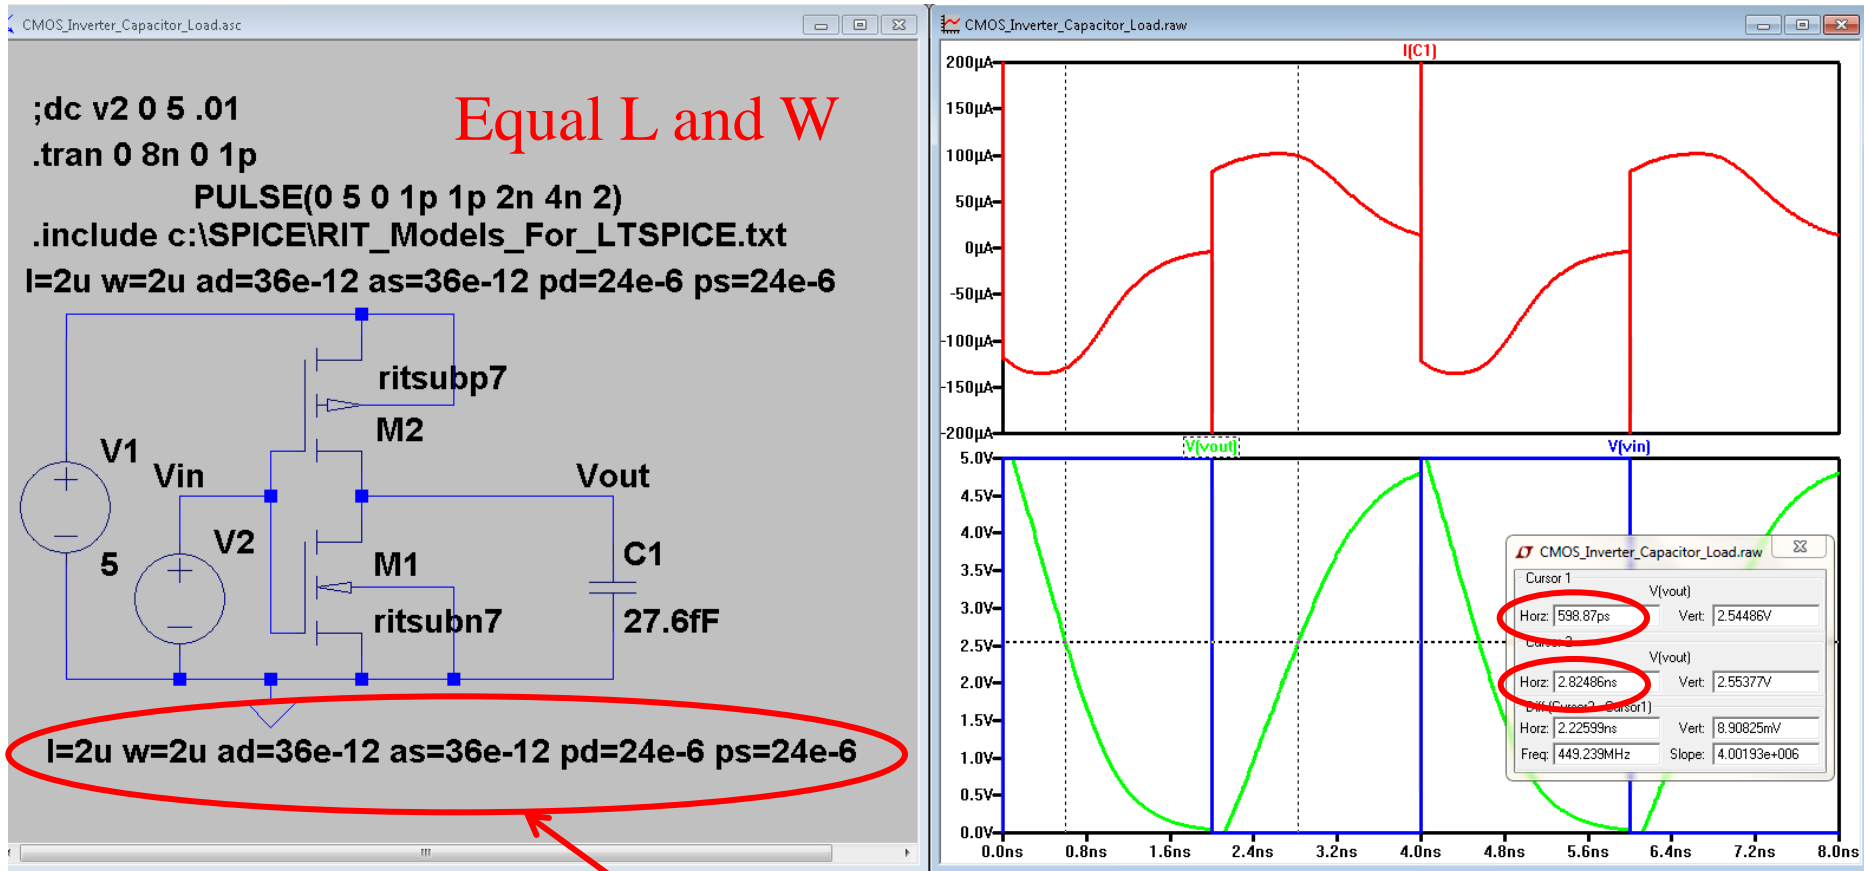 CMOS_Inverter_Capacitor_Load.asc
;dc v2 0 5 .01
Equal L and W
.tran 0 8n 0 1p
PULSE(0 5 0 1p 1p 2n 4n 2)
.include c:\SPICE\RIT_Models_For_LTSPICE.txt
l=2u w=2u ad=36e-12 as=36e-12 pd=24e-6 ps=24e-6
ritsubp7
M2
V1
Vin
Vout
V2
5
M1
C1
ritsubn7
27.6fF
l=2u w=2u ad=36e-12 as=36e-12 pd=24e-6 ps=24e-6
CMOS_Inverter_Capacitor_Load.raw
I(C1)
200µA
150µA
100µA
50µA
0µA
-50µA
-100µA
-150µA
-200µA
V(vout)
V(vin)
5.0V
4.5V
4.0V
3.5V
3.0V
2.5V
2.0V
1.5V
1.0V
0.5V
0.0V
0.0ns 0.8ns 1.6ns 2.4ns 3.2ns 4.0ns 4.8ns 5.6ns 6.4ns 7.2ns 8.0ns
CMOS_Inverter_Capacitor_Load.raw
Cursor 1
V(vout)
Horz: 598.87ps Vert: 2.54486V
Cursor 2
V(vout)
Horz: 2.82486ns Vert: 2.55377V
Diff (Cursor2 - Cursor1)
Horz: 2.22599ns Vert: 8.90825mV
Freq: 449.239MHz Slope: 4.00193e+006